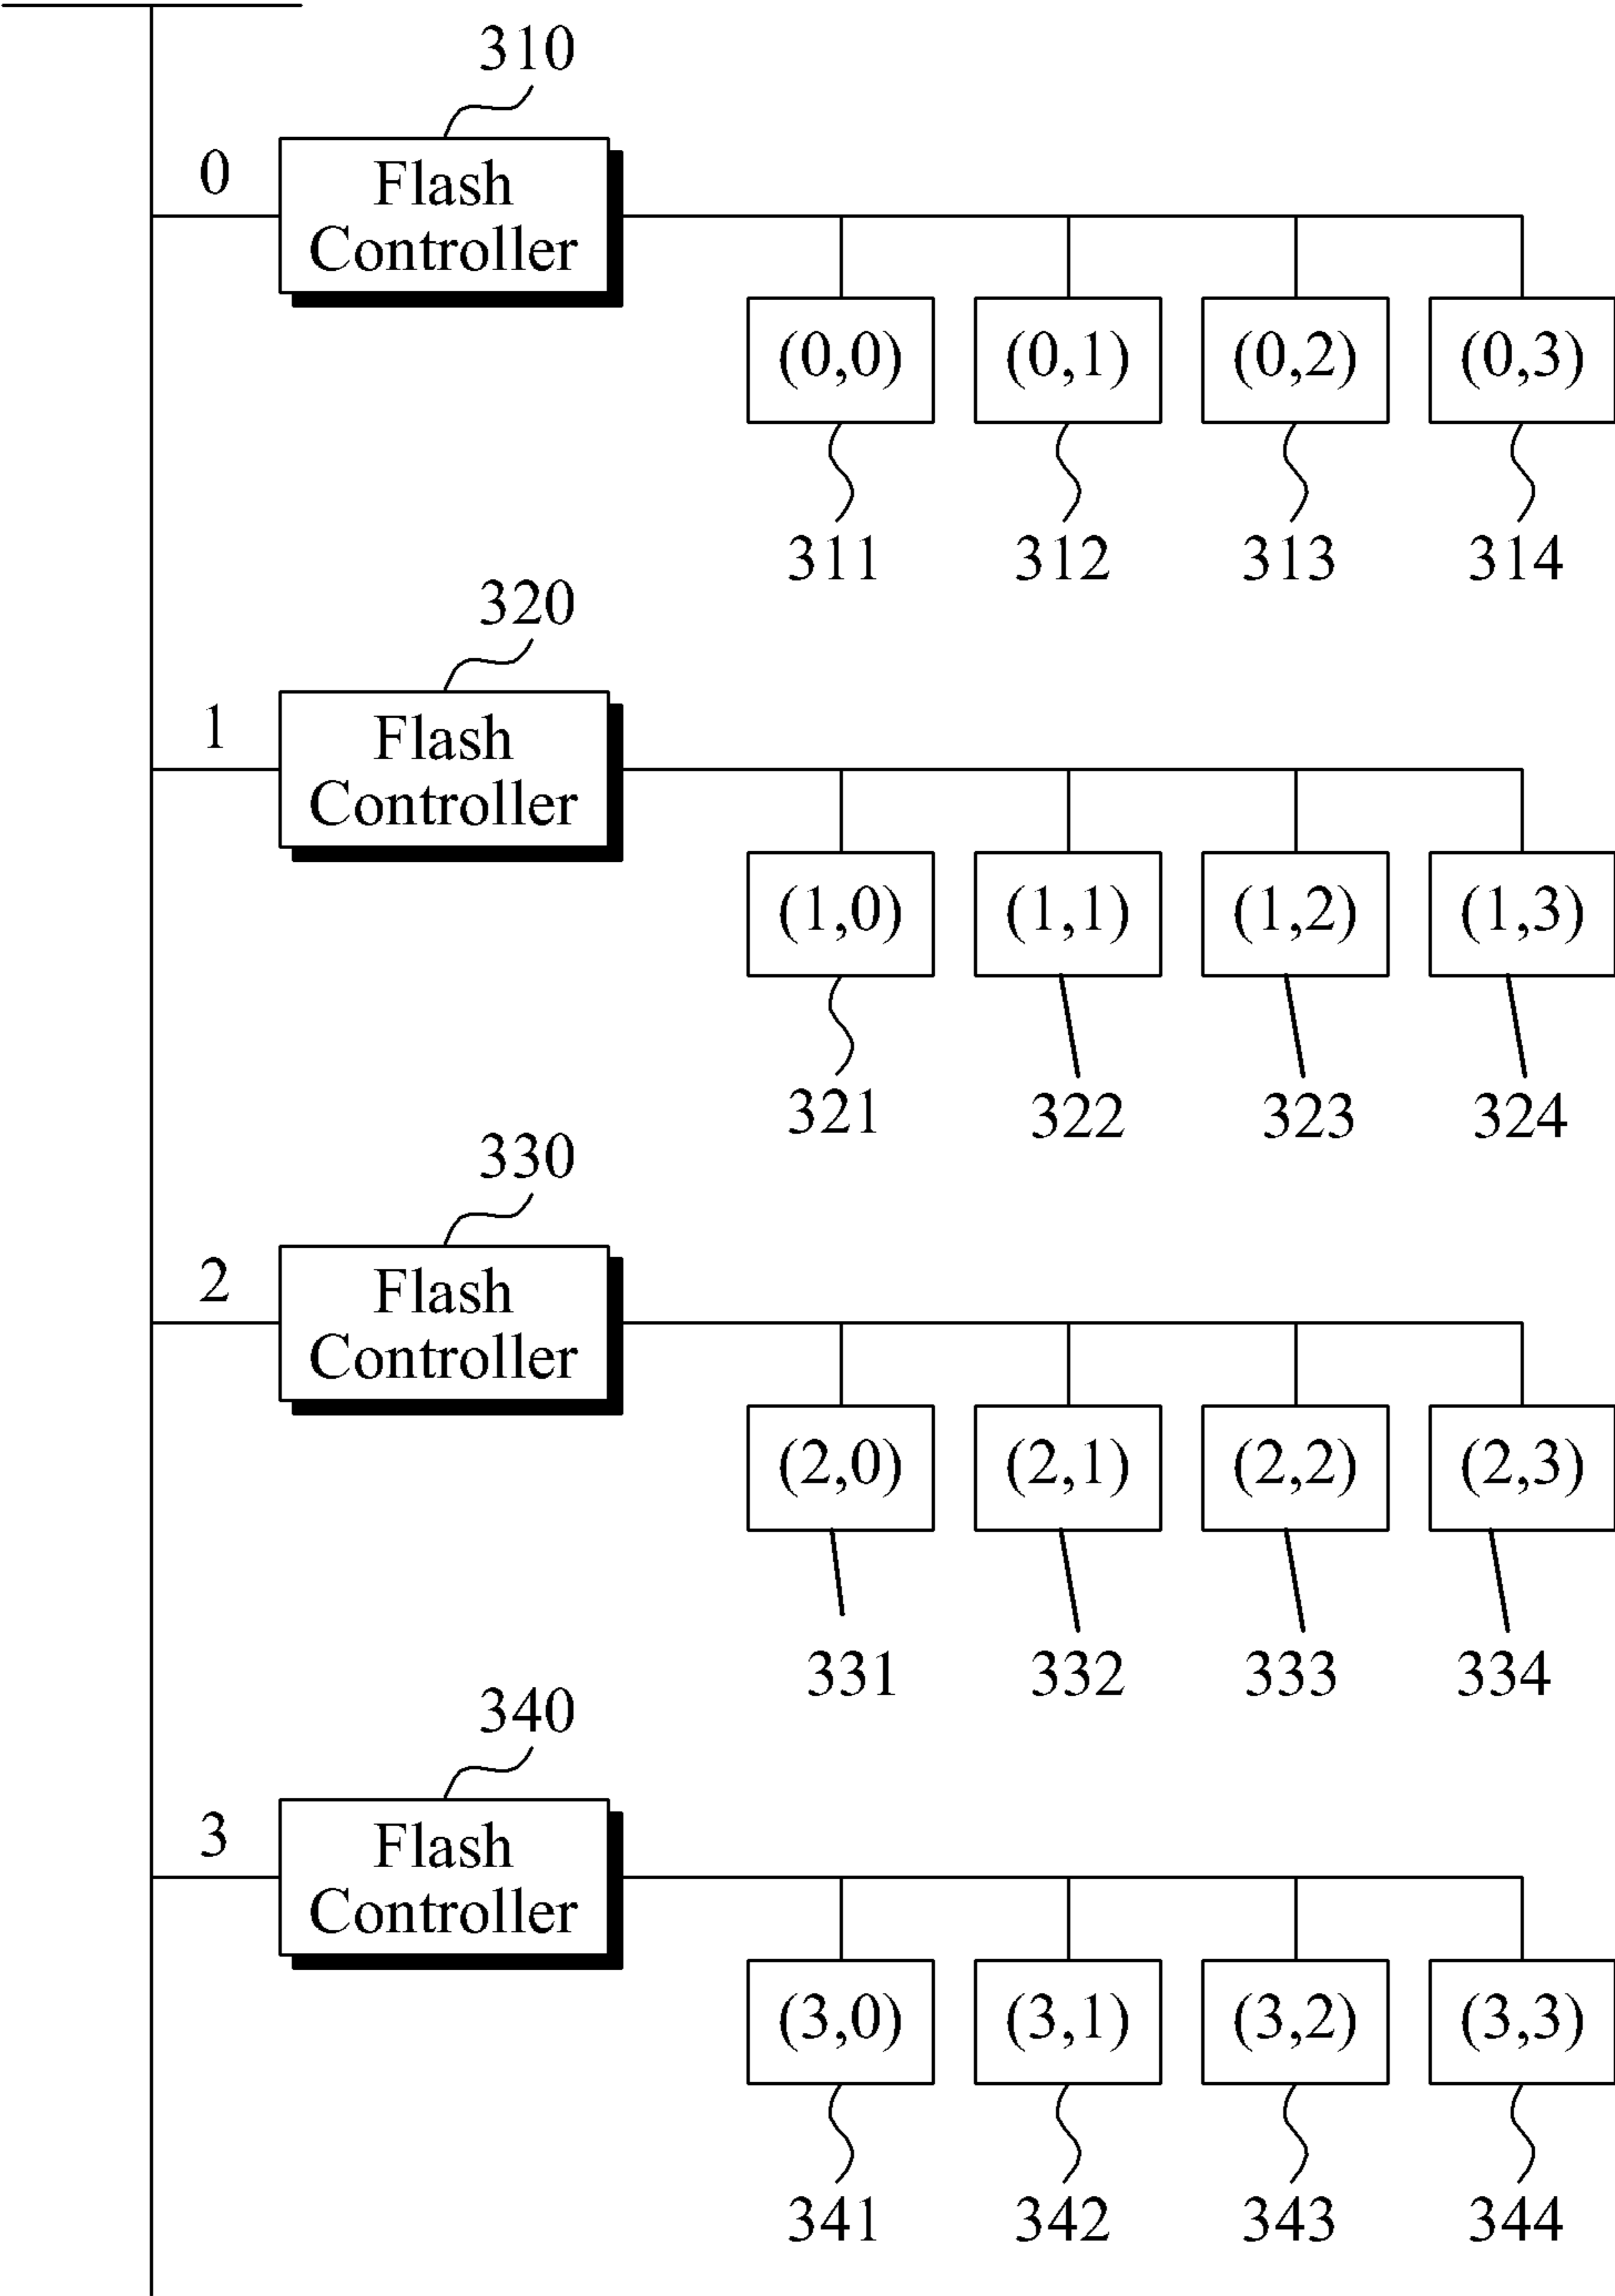 310
0
Flash
Controller
(0,0) (0,1) (0,2) (0,3)
311 312 313 314
320
1
Flash
Controller
(1,0) (1,1) (1,2) (1,3)
321 322 323 324
330
2
Flash
Controller
(2,0) (2,1) (2,2) (2,3)
331 332 333 334
340
3
Flash
Controller
(3,0) (3,1) (3,2) (3,3)
341 342 343 344